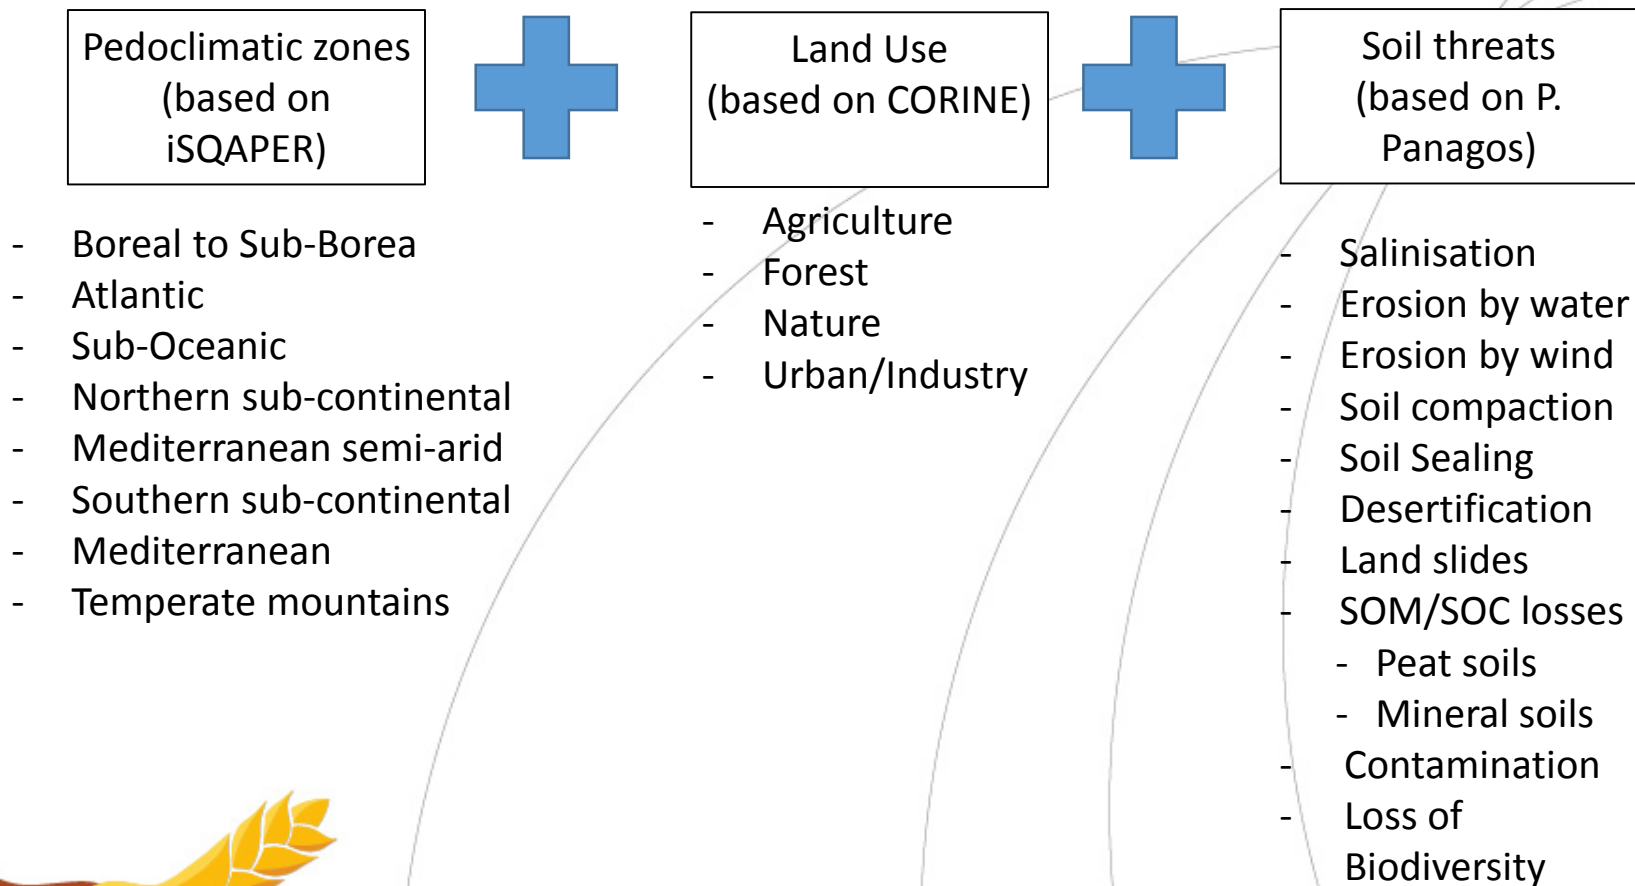 Pedoclimatic zones
(based on
iSQAPER)
- Boreal to Sub-Borea
- Atlantic
- Sub-Oceanic
- Northern sub-continental
- Mediterranean semi-arid
- Southern sub-continental
- Mediterranean
- Temperate mountains
Land Use
(based on CORINE)
- Agriculture
- Forest
- Nature
- Urban/Industry
Soil threats
(based on P.
Panagos)
- Salinisation
- Erosion by water
- Erosion by wind
- Soil compaction
- Soil Sealing
- Desertification
- Land slides
- SOM/SOC losses
- Peat soils
- Mineral soils
- Contamination
- Loss of
Biodiversity